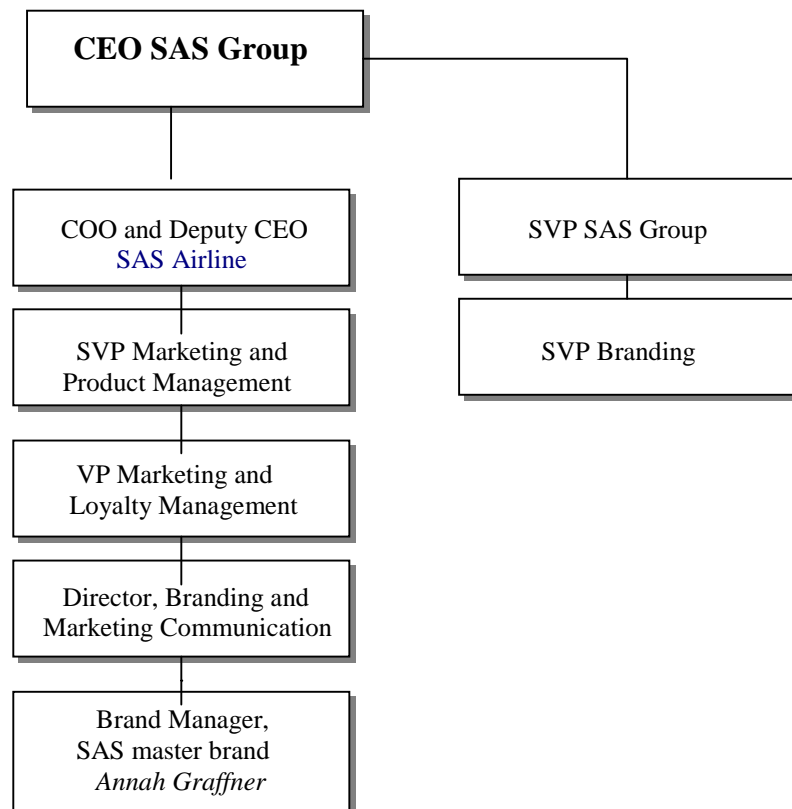 CEO SAS Group
COO and Deputy CEO
SAS Airline
SVP Marketing and
Product Management
VP Marketing and
Loyalty Management
Director, Branding and
Marketing Communication
Brand Manager,
SAS master brand
Annah Graffner
SVP SAS Group
SVP Branding